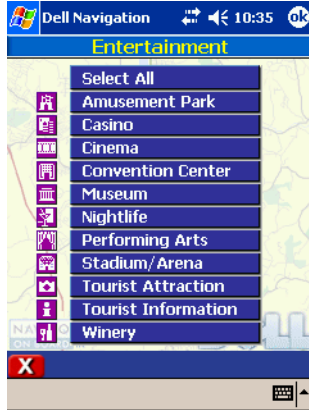 Dell Navigation 10:35 ok
Entertainment
Select All
Amusement Park
Casino
Cinema
Convention Center
Museum
Nightlife
Performing Arts
Stadium/Arena
Tourist Attraction
Tourist Information
Winery
X